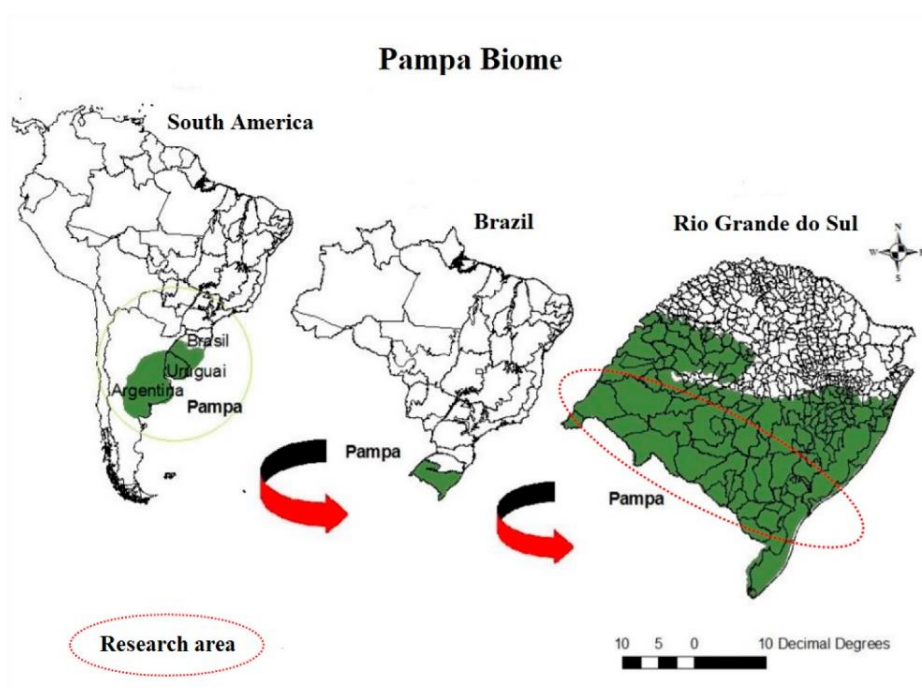 Pampa Biome
South America
Brazil
Rio Grande do Sul
N
W
E
S
Brasil
Uruguai
Argentina
Pampa
Pampa
Pampa
Research area
10 5 0 10 Decimal Degrees